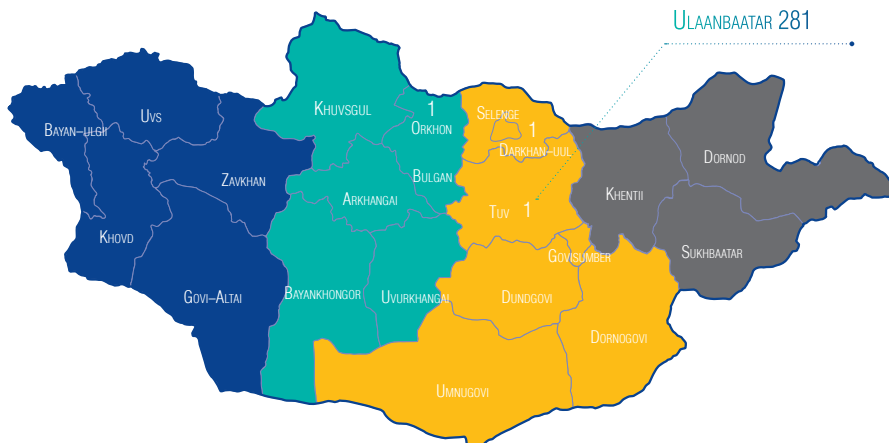 Ulaanbaatar 281
Khuvsgul
1
Orkhon
Selenge
1
Darkhan-uul
Uvs
Bayan-ulgii
Zavkhan
Arkhangai
Bulgan
Khentii
Dornod
Tuv 1
Khovd
Govi-Altai
Bayankhongor
Uvurkhangai
Govisumber
Sukhbaatar
Dundgovi
Dornogovi
Umnugovi